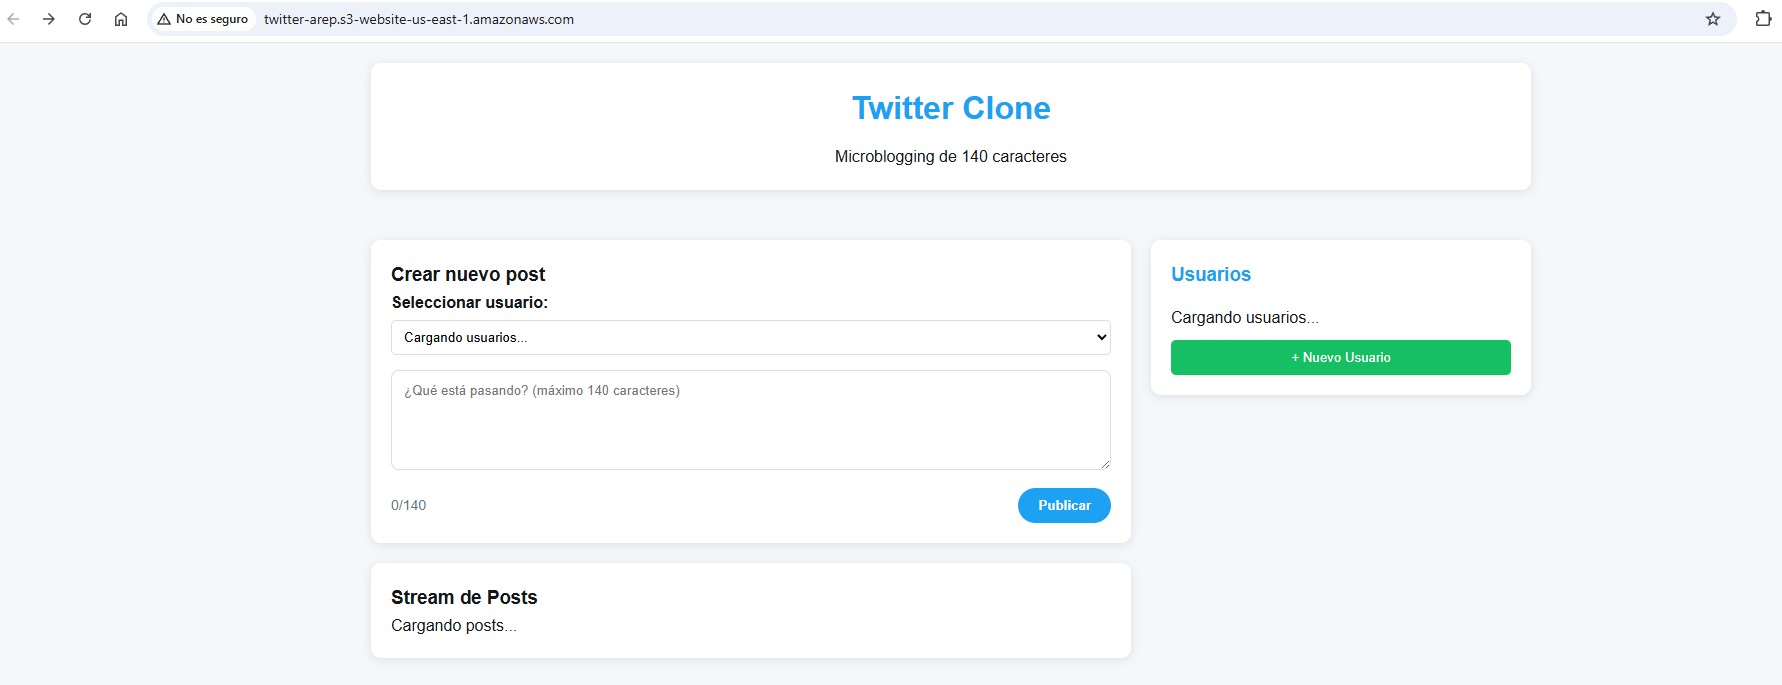 No es seguro twitter-arep.s3-website-us-east-1.amazonaws.com
Twitter Clone
Microblogging de 140 caracteres
Crear nuevo post
Seleccionar usuario:
Cargando usuarios...
¿Qué está pasando? (máximo 140 caracteres)
0/140
Publicar
Usuarios
Cargando usuarios...
+ Nuevo Usuario
Stream de Posts
Cargando posts...